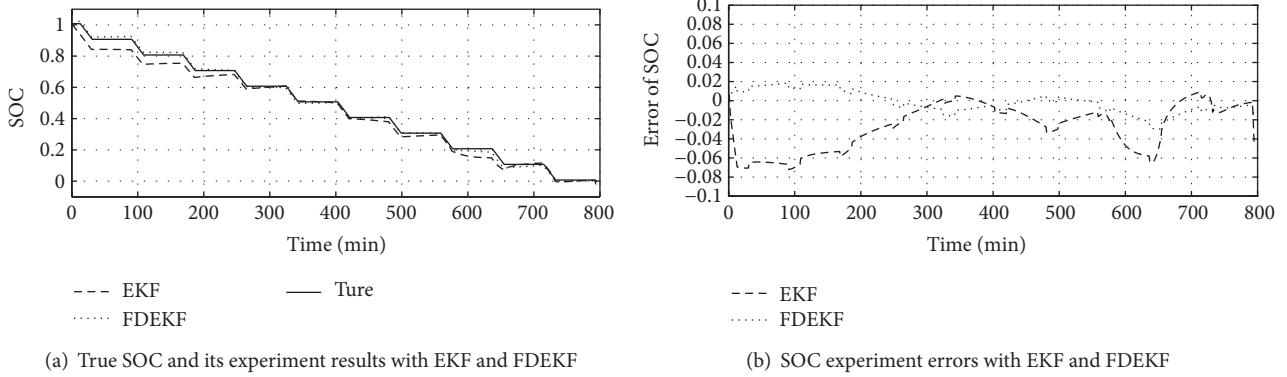 SOC
1
0.8
0.6
0.4
0.2
0
0 100 200 300 400 500 600 700 800
Time (min)
EKF
FDEKF
Ture
(a) True SOC and its experiment results with EKF and FDEKF
Error of SOC
0.1
0.08
0.06
0.04
0.02
0
−0.02
−0.04
−0.06
−0.08
−0.1
0 100 200 300 400 500 600 700 800
Time (min)
EKF
FDEKF
(b) SOC experiment errors with EKF and FDEKF